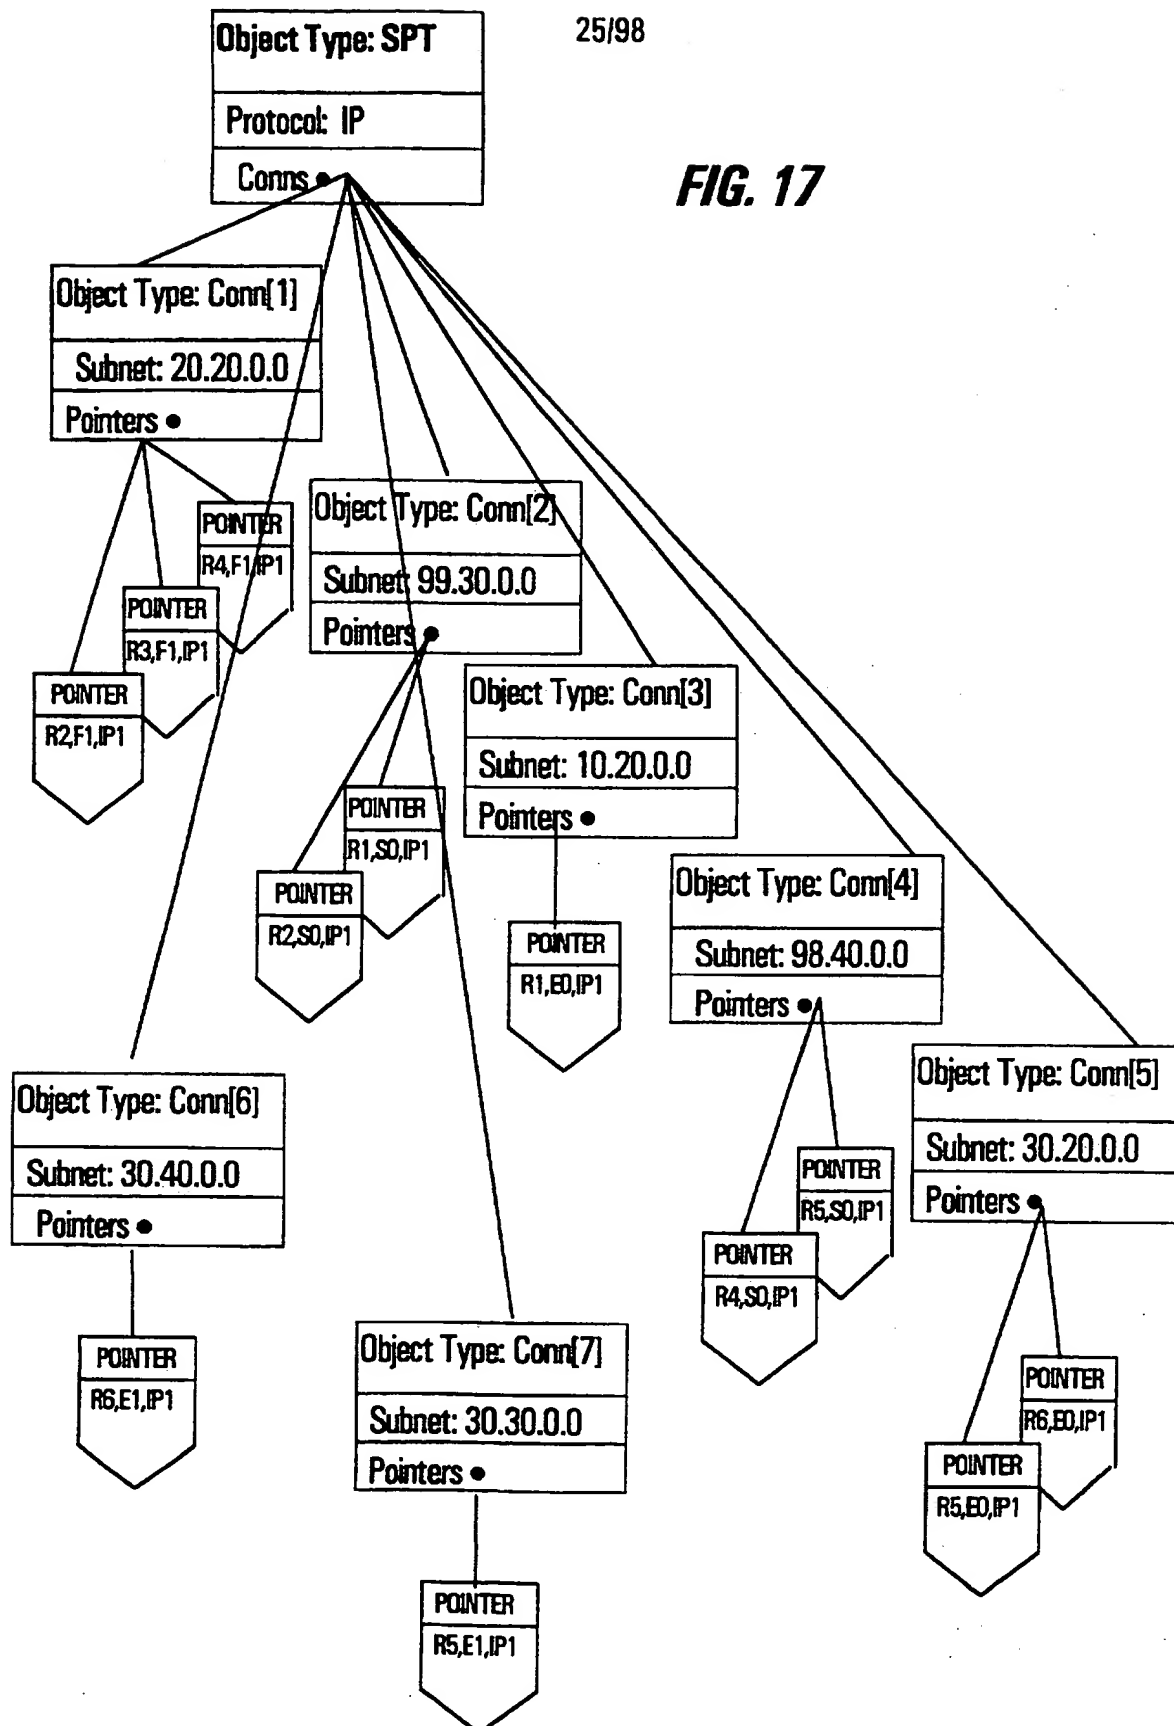 25/98
Object Type: SPT
Protocol: IP
Conns
FIG. 17
Object Type: Conn[1]
Subnet: 20.20.0.0
Pointers
POINTER
R4,F1,IP1
POINTER
R3,F1,IP1
POINTER
R2,F1,IP1
Object Type: Conn[2]
Subnet: 99.30.0.0
Pointers
POINTER
R1,S0,IP1
POINTER
R2,S0,IP1
Object Type: Conn[3]
Subnet: 10.20.0.0
Pointers
POINTER
R1,E0,IP1
Object Type: Conn[4]
Subnet: 98.40.0.0
Pointers
POINTER
R5,S0,IP1
POINTER
R4,S0,IP1
Object Type: Conn[5]
Subnet: 30.20.0.0
Pointers
POINTER
R6,E0,IP1
POINTER
R5,E0,IP1
Object Type: Conn[6]
Subnet: 30.40.0.0
Pointers
POINTER
R6,E1,IP1
Object Type: Conn[7]
Subnet: 30.30.0.0
Pointers
POINTER
R5,E1,IP1